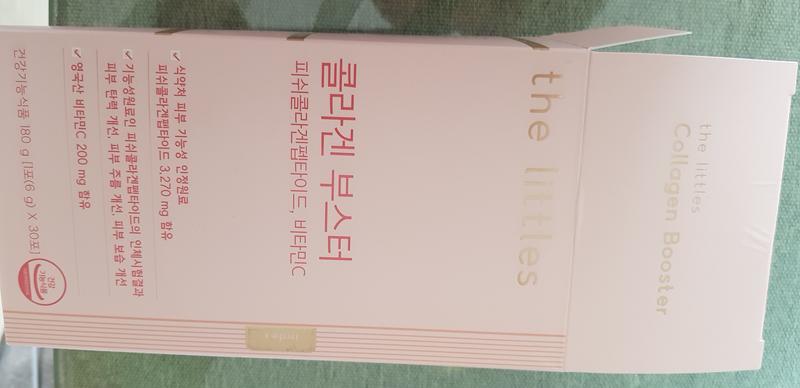 the littles
Collagen Booster
the littles
콜라겐 부스터
피쉬콜라겐펩타이드, 비타민C
✓ 식약처 피부 기능성 인정원료
피쉬콜라겐펩타이드 3,270 mg 함유
✓ 기능성원료인 피쉬콜라겐펩타이드의 인체시험결과
피부 탄력 개선, 피부 주름 개선, 피부 보습 개선
✓ 영국산 비타민C 200 mg 함유
건강기능식품 180 g [1포(6 g) X 30포]
건강
기능식품